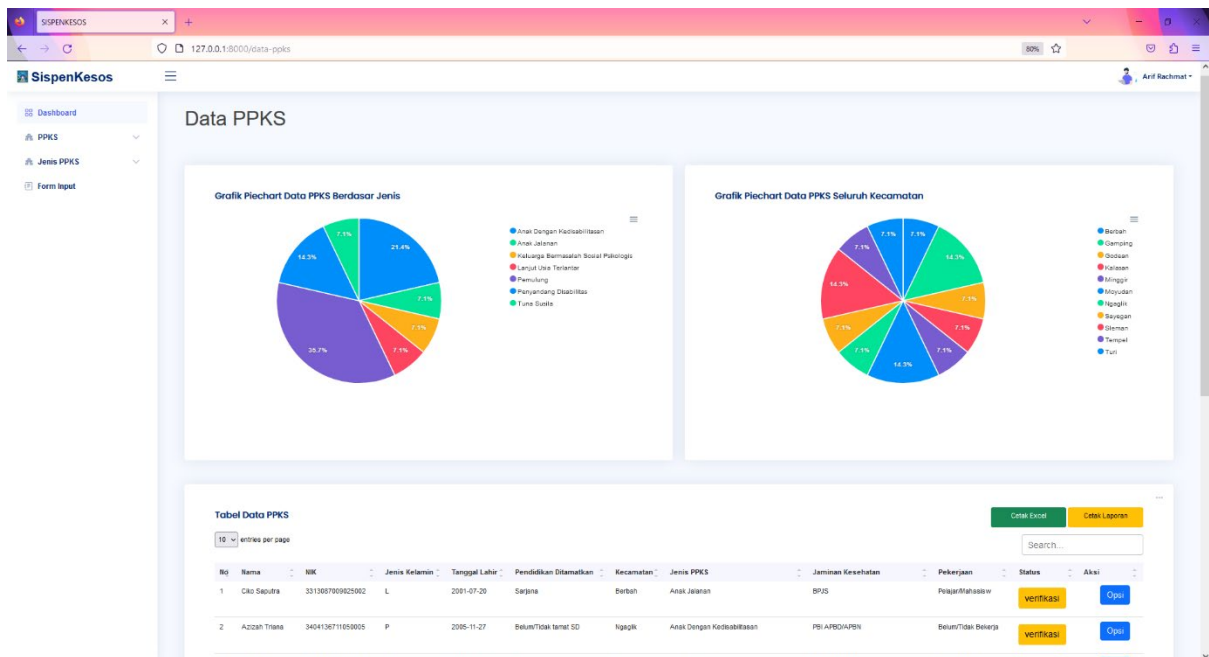 SISPENKESOS
127.0.0.1:8000/data-ppks
80%
SispenKesos
Arif Rachmat
Dashboard
PPKS
Jenis PPKS
Form Input
Data PPKS
Grafik Piechart Data PPKS Berdasar Jenis
7.1%
21.4%
14.3%
7.1%
7.1%
35.7%
7.1%
Anak Dengan Kedisabilitasan
Anak Jalanan
Keluarga Bermasalah Sosial Psikologis
Lanjut Usia Terlantar
Pemulung
Penyandang Disabilitas
Tuna Susila
Grafik Piechart Data PPKS Seluruh Kecamatan
7.1%
7.1%
7.1%
14.3%
14.3%
7.1%
7.1%
7.1%
7.1%
7.1%
14.3%
Berbah
Gamping
Godean
Kalasan
Minggir
Moyudan
Ngaglik
Seyegan
Sleman
Tempel
Turi
Tabel Data PPKS
Cetak Excel
Cetak Laporan
10 entries per page
Search...
No Nama NIK Jenis Kelamin Tanggal Lahir Pendidikan Ditamatkan Kecamatan Jenis PPKS Jaminan Kesehatan Pekerjaan Status Aksi
1 Ciko Saputra 3313087009825002 L 2001-07-20 Sarjana Berbah Anak Jalanan BPJS Pelajar/Mahasisw verifikasi Opsi
2 Azizah Triana 3404136711050005 P 2005-11-27 Belum/Tidak tamat SD Ngaglik Anak Dengan Kedisabilitasan PBI APBD/APBN Belum/Tidak Bekerja verifikasi Opsi